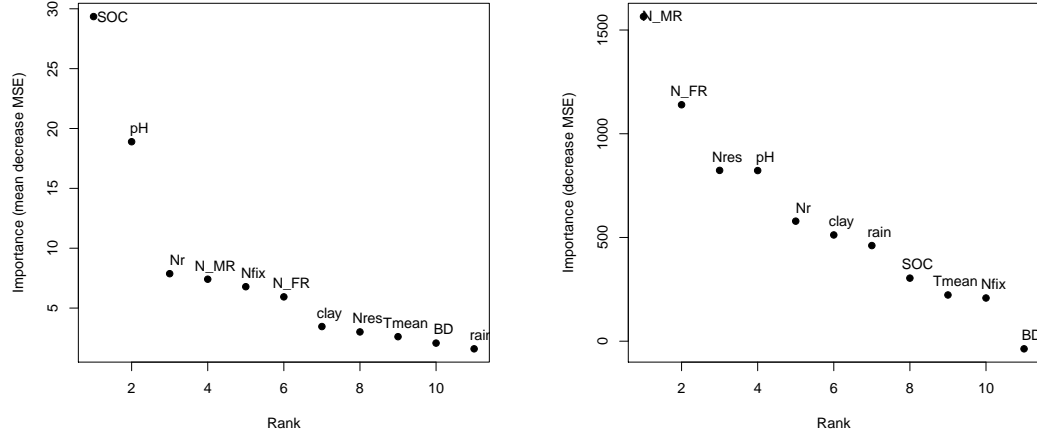 Importance (mean decrease MSE)
30
25
20
15
10
5
SOC
pH
Nr
N_MR
Nfix
N_FR
clay
Nres
Tmean
BD
rain
2
4
6
8
10
Rank
Importance (decrease MSE)
1500
1000
500
0
N_MR
N_FR
Nres
pH
Nr
clay
rain
SOC
Tmean
Nfix
BD
2
4
6
8
10
Rank